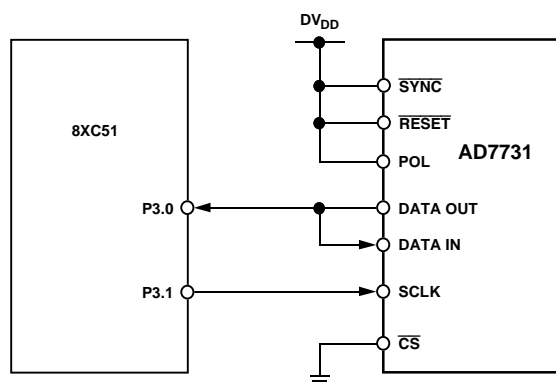 DVDD
SYNC
RESET
8XC51
AD7731
POL
P3.0
DATA OUT
DATA IN
P3.1
SCLK
CS